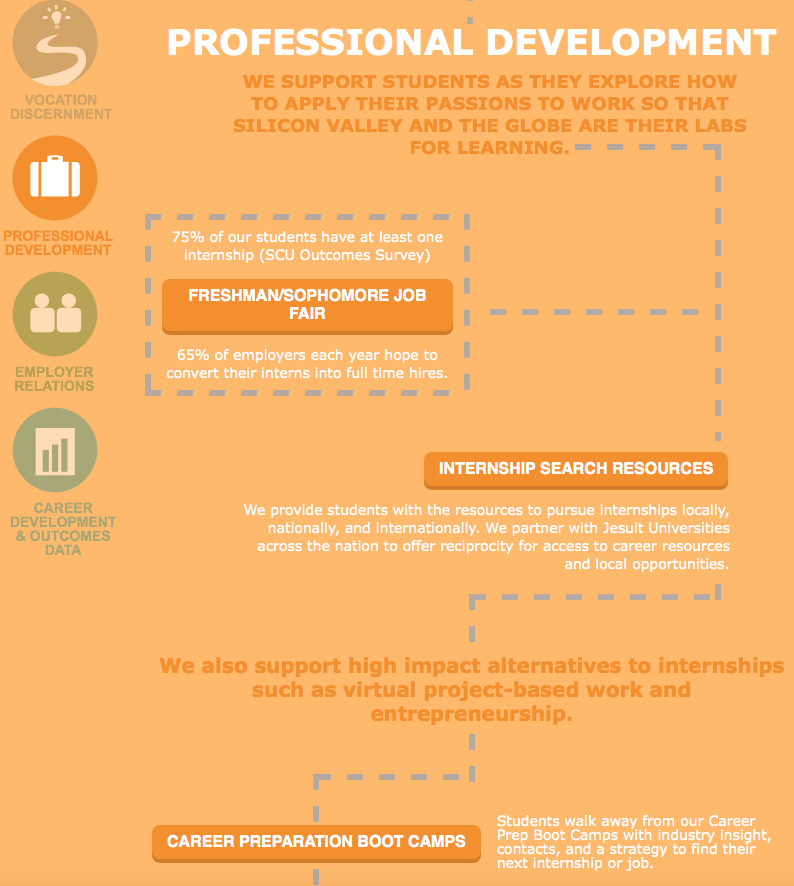 VOCATION
DISCERNMENT
PROFESSIONAL
DEVELOPMENT
EMPLOYER
RELATIONS
CAREER
DEVELOPMENT
& OUTCOMES
DATA
PROFESSIONAL DEVELOPMENT
WE SUPPORT STUDENTS AS THEY EXPLORE HOW
TO APPLY THEIR PASSIONS TO WORK SO THAT
SILICON VALLEY AND THE GLOBE ARE THEIR LABS
FOR LEARNING.
75% of our students have at least one
internship (SCU Outcomes Survey)
FRESHMAN/SOPHOMORE JOB
FAIR
65% of employers each year hope to
convert their interns into full time hires.
INTERNSHIP SEARCH RESOURCES
We provide students with the resources to pursue internships locally,
nationally, and internationally. We partner with Jesuit Universities
across the nation to offer reciprocity for access to career resources
and local opportunities.
We also support high impact alternatives to internships
such as virtual project-based work and
entrepreneurship.
CAREER PREPARATION BOOT CAMPS
Students walk away from our Career
Prep Boot Camps with industry insight,
contacts, and a strategy to find their
next internship or job.